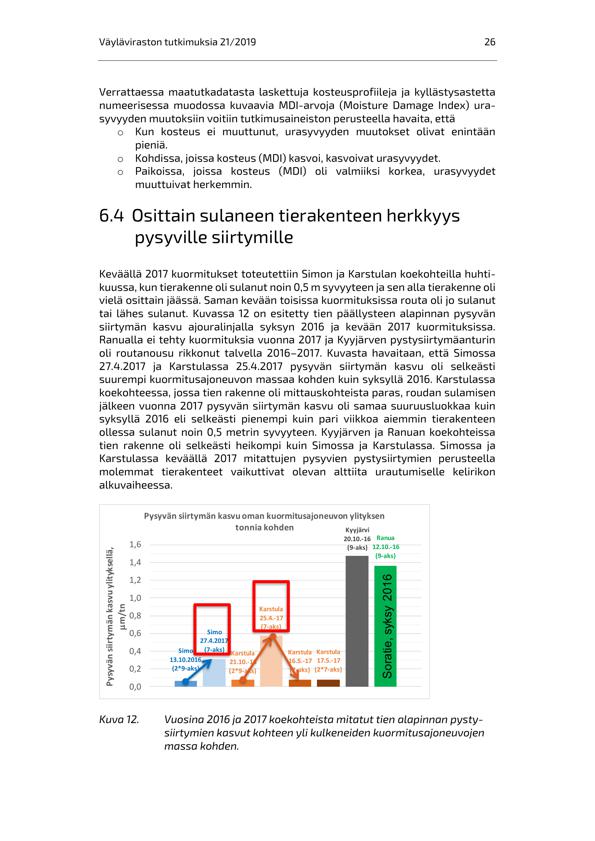 Väyläviraston tutkimuksia 21/2019 26
Verrattaessa maatutkadatasta laskettuja kosteusprofiileja ja kyllästysastetta
numeerisessa muodossa kuvaavia MDI-arvoja (Moisture Damage Index) ura-
syvyyden muutoksiin voitiin tutkimusaineiston perusteella havaita, että
o Kun kosteus ei muuttunut, urasyvyyden muutokset olivat enintään
pieniä.
o Kohdissa, joissa kosteus (MDI) kasvoi, kasvoivat urasyvyydet.
o Paikoissa, joissa kosteus (MDI) oli valmiiksi korkea, urasyvyydet
muuttuivat herkemmin.
6.4 Osittain sulaneen tierakenteen herkkyys
pysyville siirtymille
Keväällä 2017 kuormitukset toteutettiin Simon ja Karstulan koekohteilla huhti-
kuussa, kun tierakenne oli sulanut noin 0,5 m syvyyteen ja sen alla tierakenne oli
vielä osittain jäässä. Saman kevään toisissa kuormituksissa routa oli jo sulanut
tai lähes sulanut. Kuvassa 12 on esitetty tien päällysteen alapinnan pysyvän
siirtymän kasvu ajouralinjalla syksyn 2016 ja kevään 2017 kuormituksissa.
Ranualla ei tehty kuormituksia vuonna 2017 ja Kyyjärven pystysiirtymäanturin
oli routanousu rikkonut talvella 2016–2017. Kuvasta havaitaan, että Simossa
27.4.2017 ja Karstulassa 25.4.2017 pysyvän siirtymän kasvu oli selkeästi
suurempi kuormitusajoneuvon massaa kohden kuin syksyllä 2016. Karstulassa
koekohteessa, jossa tien rakenne oli mittauskohteista paras, roudan sulamisen
jälkeen vuonna 2017 pysyvän siirtymän kasvu oli samaa suuruusluokkaa kuin
syksyllä 2016 eli selkeästi pienempi kuin pari viikkoa aiemmin tierakenteen
ollessa sulanut noin 0,5 metrin syvyyteen. Kyyjärven ja Ranuan koekohteissa
tien rakenne oli selkeästi heikompi kuin Simossa ja Karstulassa. Simossa ja
Karstulassa keväällä 2017 mitattujen pysyvien pystysiirtymien perusteella
molemmat tierakenteet vaikuttivat olevan alttiita urautumiselle kelirikon
alkuvaiheessa.
Pysyvän siirtymän kasvu oman kuormitusajoneuvon ylityksen
tonnia kohden
Pysyvän siirtymän kasvu ylityksellä,
µm/tn
1,6
1,4
1,2
1,0
0,8
0,6
0,4
0,2
0,0
Simo
13.10.2016
(2*9-aks)
Simo
27.4.2017
(7-aks)
Karstula
21.10.-16
(2*9-aks)
Karstula
25.4.-17
(7-aks)
Karstula
16.5.-17
Karstula
17.5.-17
(2*7-aks)
Kyyjärvi
20.10.-16
(9-aks)
Ranua
12.10.-16
(9-aks)
Soratie, syksy 2016
Kuva 12. Vuosina 2016 ja 2017 koekohteista mitatut tien alapinnan pysty-
siirtymien kasvut kohteen yli kulkeneiden kuormitusajoneuvojen
massa kohden.